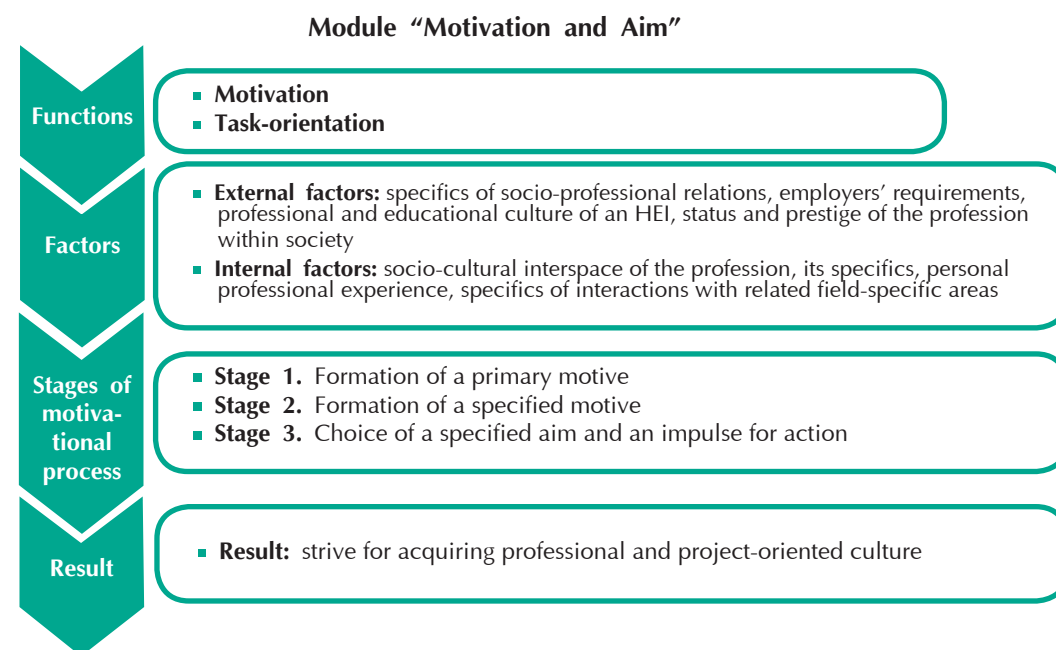 Module “Motivation and Aim”
Functions
▪ Motivation
▪ Task-orientation
Factors
▪ External factors: specifics of socio-professional relations, employers’ requirements,
professional and educational culture of an HEI, status and prestige of the profession
within society
▪ Internal factors: socio-cultural interspace of the profession, its specifics, personal
professional experience, specifics of interactions with related field-specific areas
Stages of
motiva-
tional
process
▪ Stage 1. Formation of a primary motive
▪ Stage 2. Formation of a specified motive
▪ Stage 3. Choice of a specified aim and an impulse for action
Result
▪ Result: strive for acquiring professional and project-oriented culture